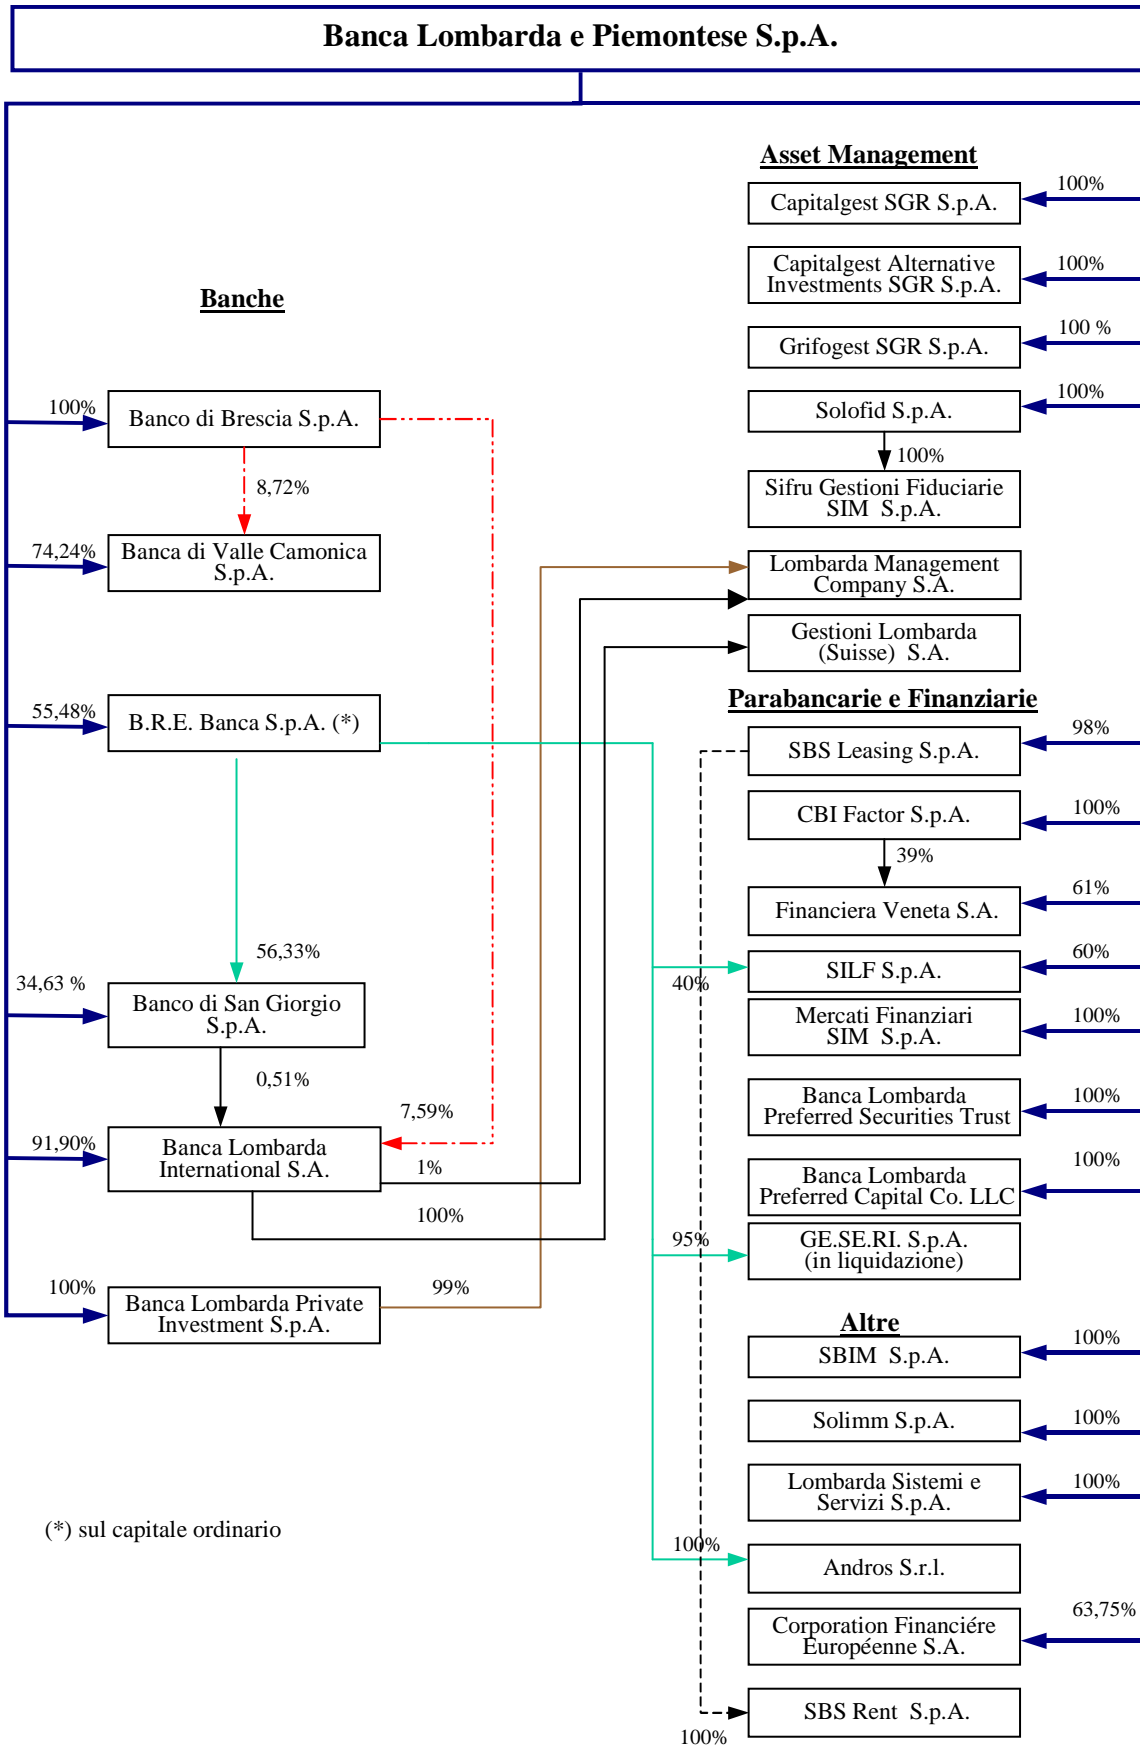 Banca Lombarda e Piemontese S.p.A.
Banche
100%
Banco di Brescia S.p.A.
8,72%
74,24%
Banca di Valle Camonica
S.p.A.
55,48%
B.R.E. Banca S.p.A. (*)
56,33%
34,63 %
Banco di San Giorgio
S.p.A.
0,51%
7,59%
91,90%
Banca Lombarda
International S.A.
1%
100%
100%
Banca Lombarda Private
Investment S.p.A.
99%
(*) sul capitale ordinario
Asset Management
Capitalgest SGR S.p.A.
100%
Capitalgest Alternative
Investments SGR S.p.A.
100%
Grifogest SGR S.p.A.
100 %
Solofid S.p.A.
100%
100%
Sifru Gestioni Fiduciarie
SIM  S.p.A.
Lombarda Management
Company S.A.
Gestioni Lombarda
(Suisse)  S.A.
Parabancarie e Finanziarie
SBS Leasing S.p.A.
98%
CBI Factor S.p.A.
100%
39%
Financiera Veneta S.A.
61%
40%
SILF S.p.A.
60%
Mercati Finanziari
SIM  S.p.A.
100%
Banca Lombarda
Preferred Securities Trust
100%
Banca Lombarda
Preferred Capital Co. LLC
100%
95%
GE.SE.RI. S.p.A.
(in liquidazione)
Altre
SBIM  S.p.A.
100%
Solimm S.p.A.
100%
Lombarda Sistemi e
Servizi S.p.A.
100%
100%
Andros S.r.l.
Corporation Financiére
Européenne S.A.
63,75%
SBS Rent  S.p.A.
100%